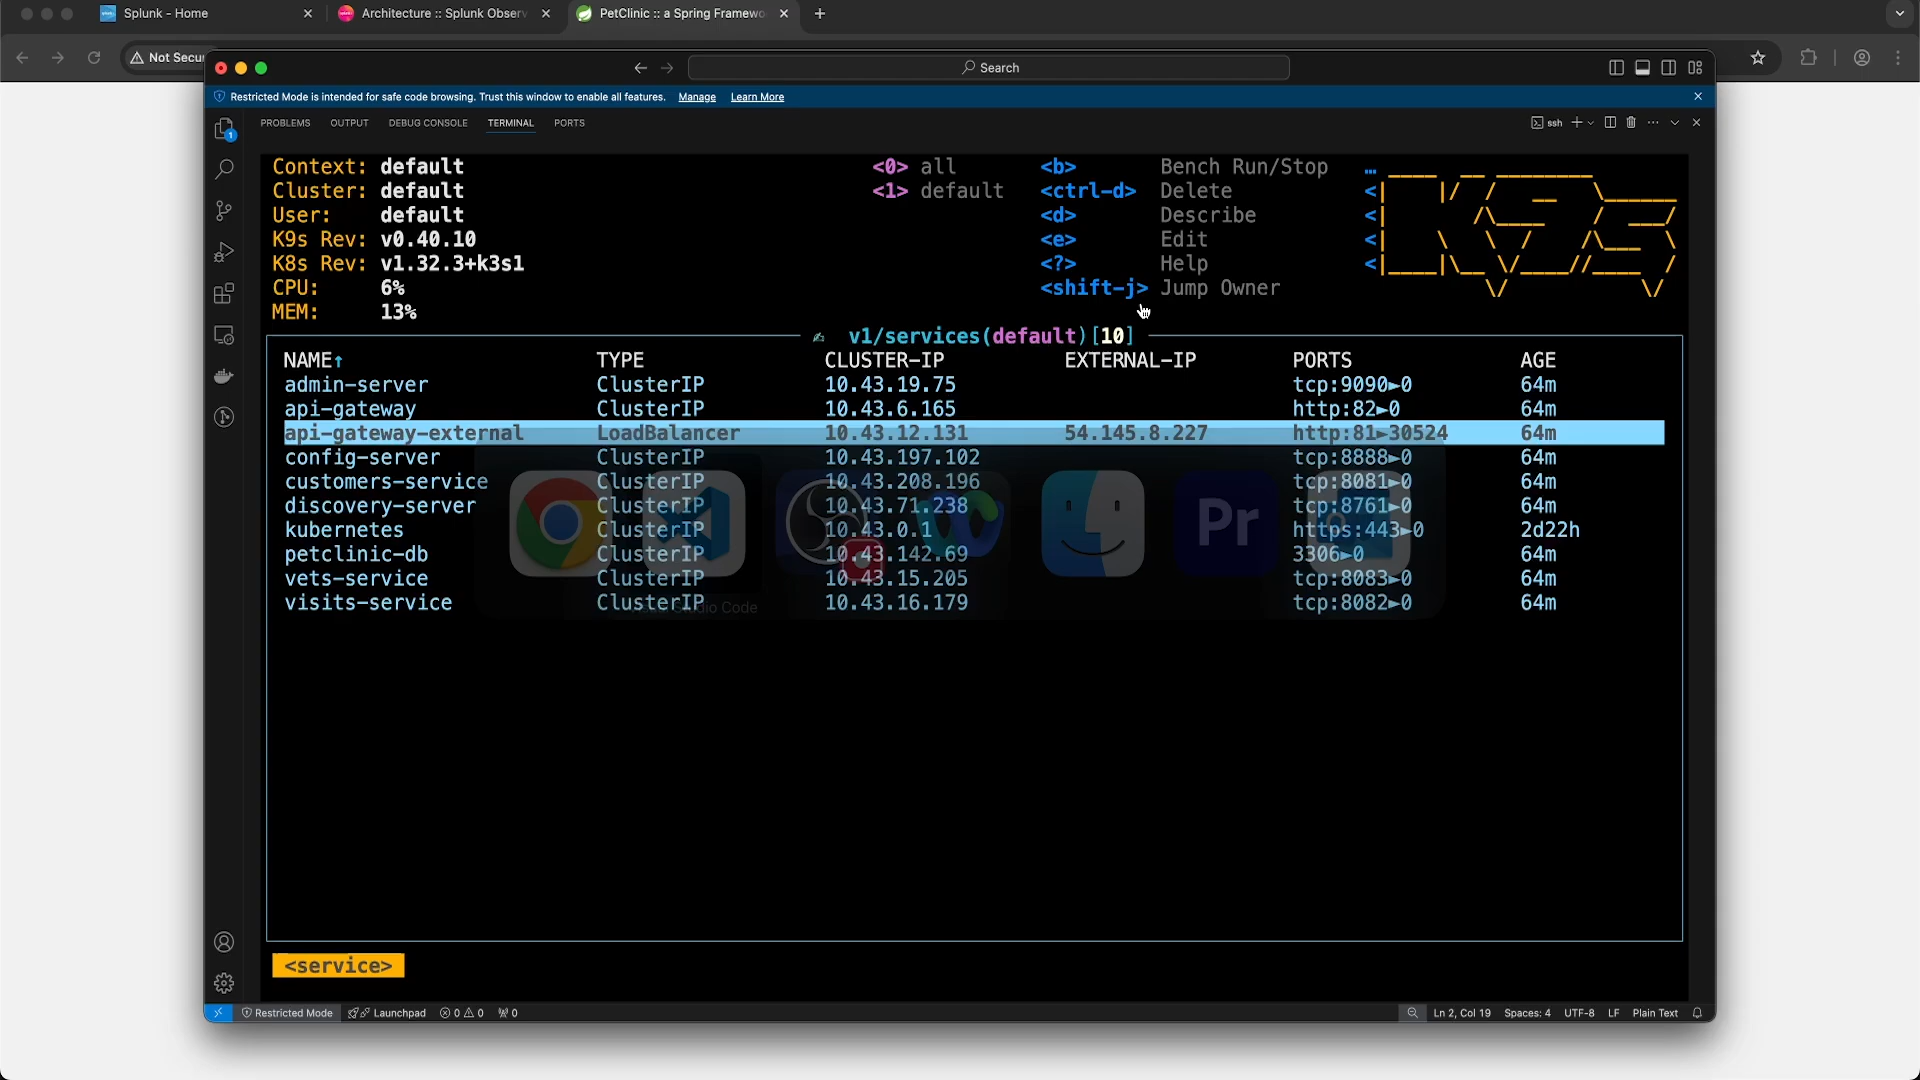 Splunk - Home
Architecture :: Splunk Observ
PetClinic :: a Spring Framewo
Not Secu
Search
Restricted Mode is intended for safe code browsing. Trust this window to enable all features. Manage Learn More
1
PROBLEMS OUTPUT DEBUG CONSOLE TERMINAL PORTS
ssh
Context: default <0> all <b> Bench Run/Stop …
Cluster: default <1> default <ctrl-d> Delete <
User: default <d> Describe <
K9s Rev: v0.40.10 <e> Edit <
K8s Rev: v1.32.3+k3s1 <?> Help <
CPU: 6% <shift-j> Jump Owner
MEM: 13%
v1/services(default)[10]
NAME↑ TYPE CLUSTER-IP EXTERNAL-IP PORTS AGE
admin-server ClusterIP 10.43.19.75 tcp:9090►0 64m
api-gateway ClusterIP 10.43.6.165 http:82►0 64m
api-gateway-external LoadBalancer 10.43.12.131 54.145.8.227 http:81►30524 64m
config-server ClusterIP 10.43.197.102 tcp:8888►0 64m
customers-service ClusterIP 10.43.208.196 tcp:8081►0 64m
discovery-server ClusterIP 10.43.71.238 tcp:8761►0 64m
kubernetes ClusterIP 10.43.0.1 https:443►0 2d22h
petclinic-db ClusterIP 10.43.142.69 3306►0 64m
vets-service ClusterIP 10.43.15.205 tcp:8083►0 64m
visits-service ClusterIP 10.43.16.179 tcp:8082►0 64m
Pr
Studio Code
<service>
Restricted Mode Launchpad 0 0 0 Ln 2, Col 19 Spaces: 4 UTF-8 LF Plain Text